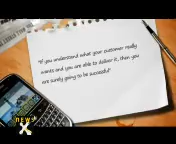 "If you understand what your customer really
wants and you are able to deliver it, then you
are surely going to be successful"
NEWS
X